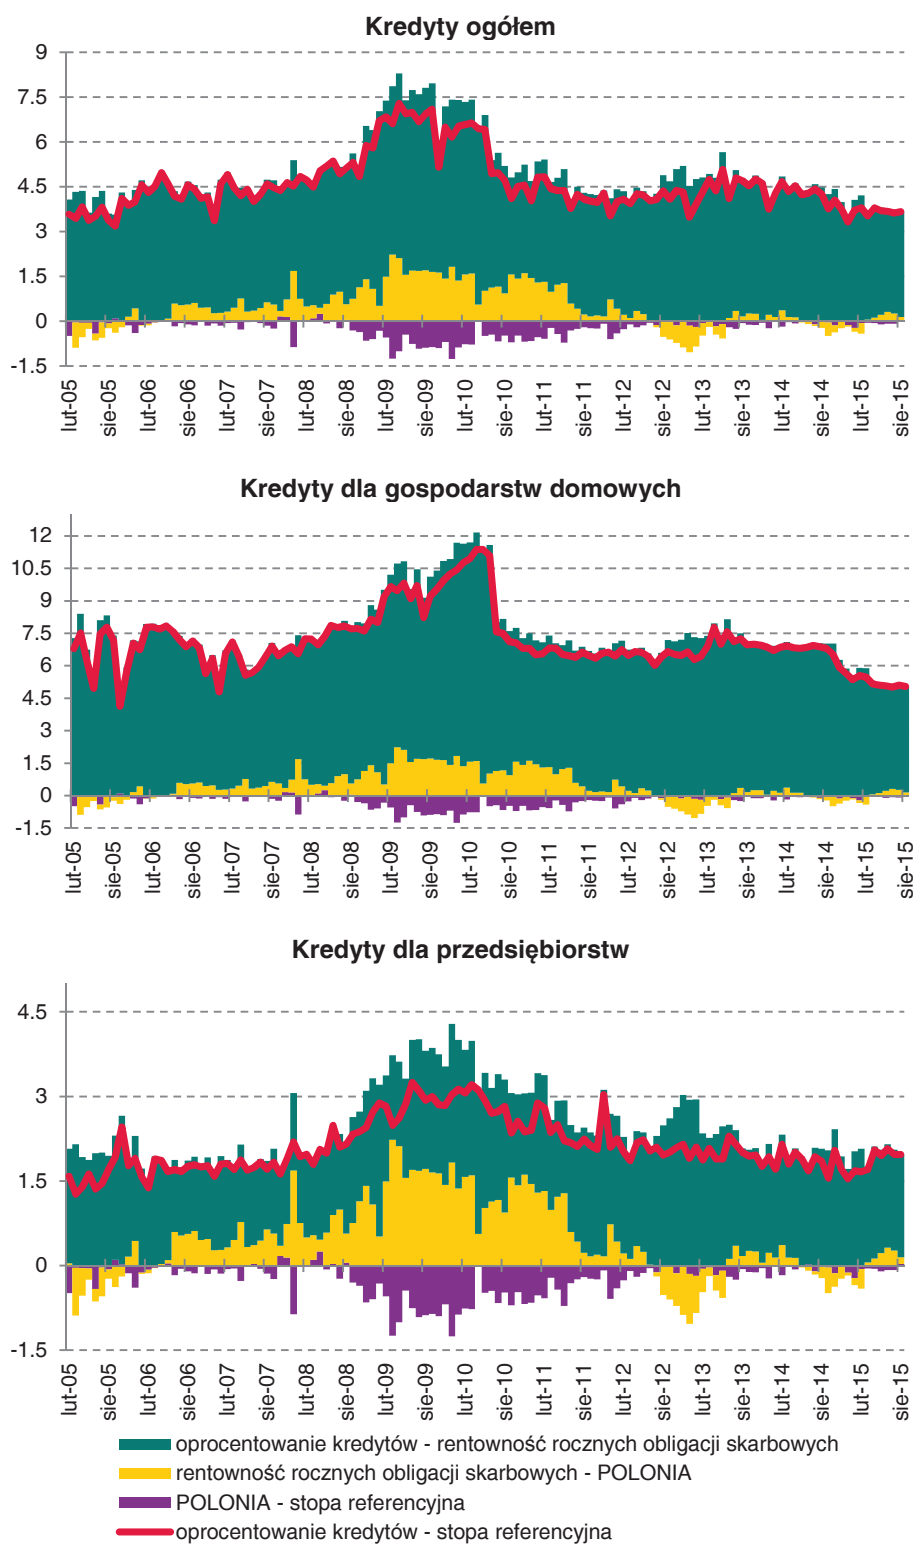 Kredyty ogółem
9
7.5
6
4.5
3
1.5
0
-1.5
lut-05 sie-05 lut-06 sie-06 lut-07 sie-07 lut-08 sie-08 lut-09 sie-09 lut-10 sie-10 lut-11 sie-11 lut-12 sie-12 lut-13 sie-13 lut-14 sie-14 lut-15 sie-15
Kredyty dla gospodarstw domowych
12
10.5
9
7.5
6
4.5
3
1.5
0
-1.5
lut-05 sie-05 lut-06 sie-06 lut-07 sie-07 lut-08 sie-08 lut-09 sie-09 lut-10 sie-10 lut-11 sie-11 lut-12 sie-12 lut-13 sie-13 lut-14 sie-14 lut-15 sie-15
Kredyty dla przedsiębiorstw
4.5
3
1.5
0
-1.5
lut-05 sie-05 lut-06 sie-06 lut-07 sie-07 lut-08 sie-08 lut-09 sie-09 lut-10 sie-10 lut-11 sie-11 lut-12 sie-12 lut-13 sie-13 lut-14 sie-14 lut-15 sie-15
oprocentowanie kredytów - rentowność rocznych obligacji skarbowych
rentowność rocznych obligacji skarbowych - POLONIA
POLONIA - stopa referencyjna
oprocentowanie kredytów - stopa referencyjna